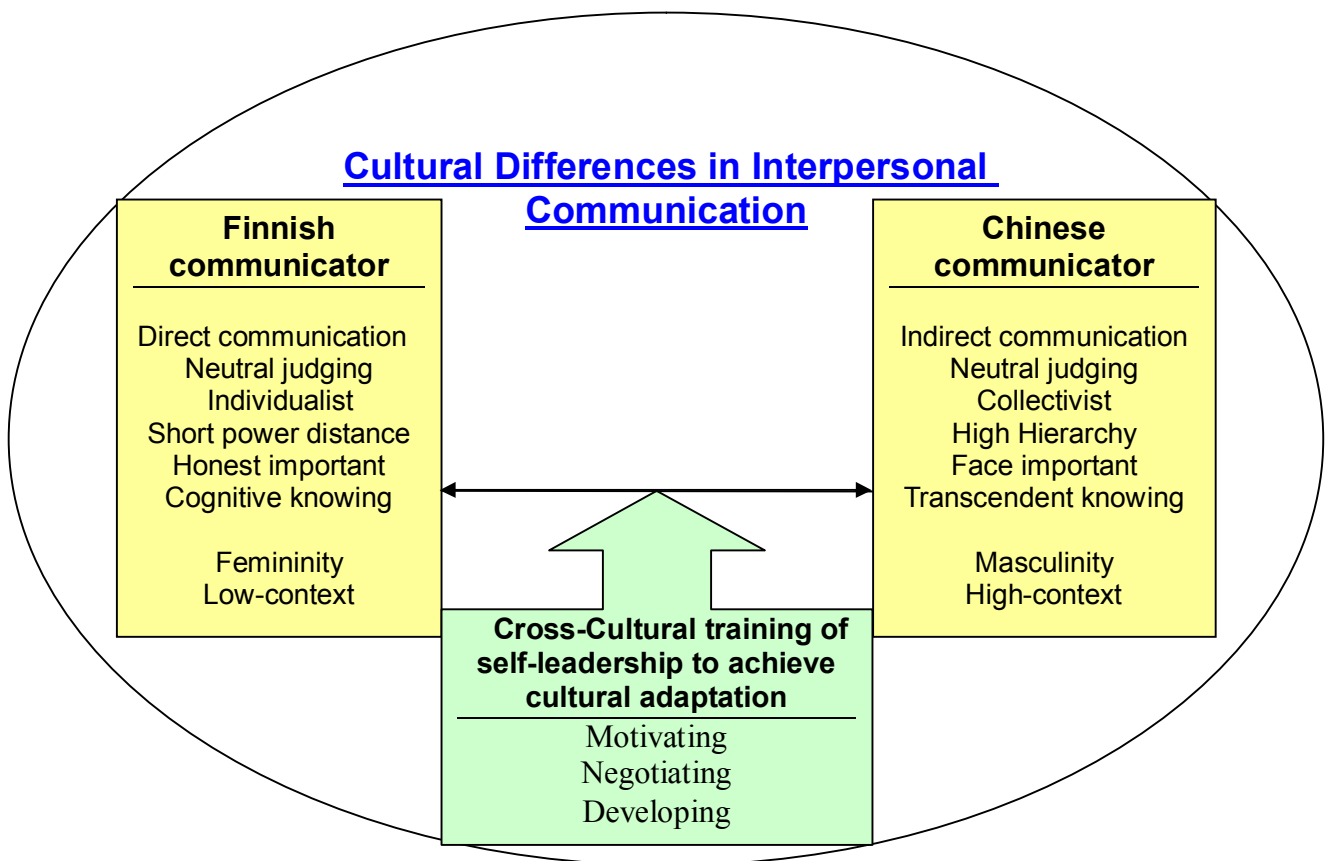 Cultural Differences in Interpersonal
Communication
Finnish
communicator
Direct communication
Neutral judging
Individualist
Short power distance
Honest important
Cognitive knowing
Femininity
Low-context
Chinese
communicator
Indirect communication
Neutral judging
Collectivist
High Hierarchy
Face important
Transcendent knowing
Masculinity
High-context
Cross-Cultural training of
self-leadership to achieve
cultural adaptation
Motivating
Negotiating
Developing